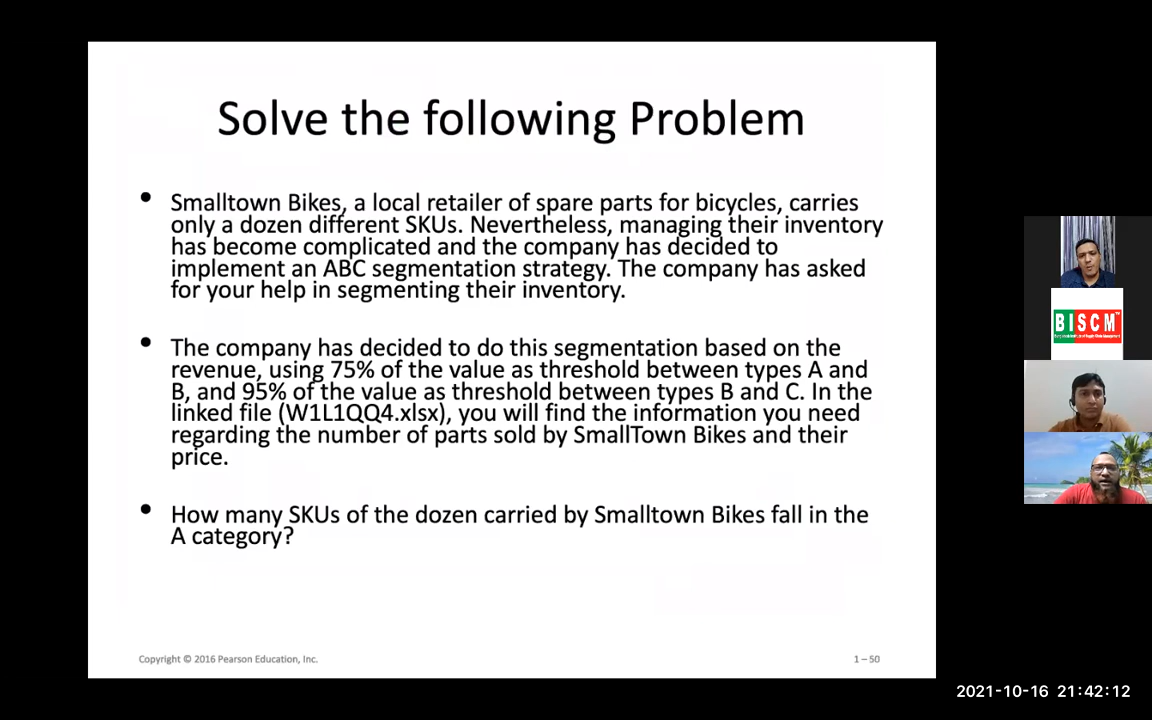 Solve the following Problem
• Smalltown Bikes, a local retailer of spare parts for bicycles, carries
only a dozen different SKUs. Nevertheless, managing their inventory
has become complicated and the company has decided to
implement an ABC segmentation strategy. The company has asked
for your help in segmenting their inventory.
• The company has decided to do this segmentation based on the
revenue, using 75% of the value as threshold between types A and
B, and 95% of the value as threshold between types B and C. In the
linked file (W1L1QQ4.xlsx), you will find the information you need
regarding the number of parts sold by SmallTown Bikes and their
price.
• How many SKUs of the dozen carried by Smalltown Bikes fall in the
A category?
Copyright © 2016 Pearson Education, Inc.
1 – 50
BISCM
2021-10-16 21:42:12